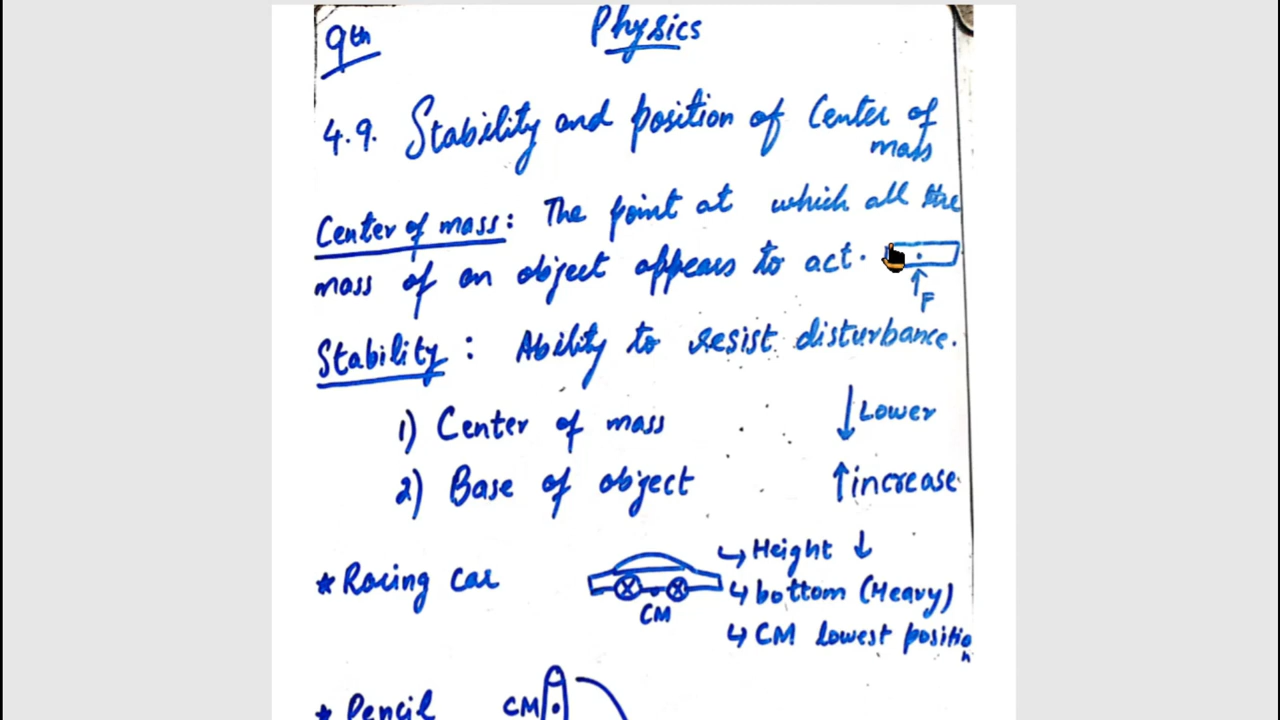 9th
Physics
4.9. Stability and position of Center of
mass
Center of mass: The point at which all the
mass of an object appears to act.
F
Stability : Ability to resist disturbance.
1) Center of mass ↓ Lower
2) Base of object ↑ increase
* Racing car
CM
↳ Height ↓
↳ bottom (Heavy)
↳ CM lowest position
* Pencil
CM